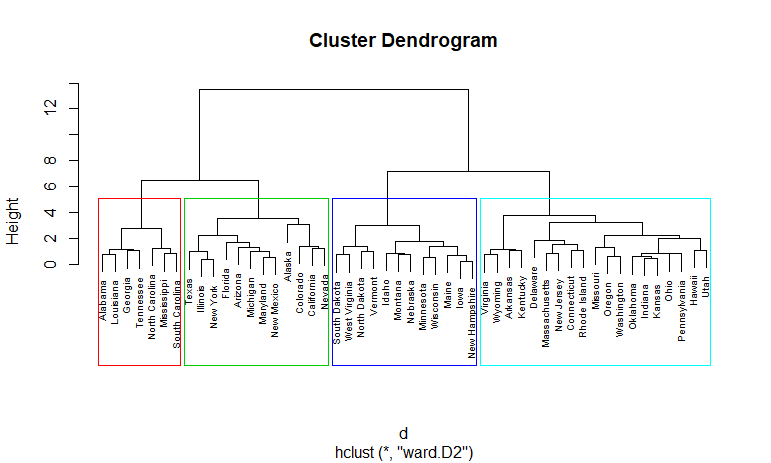 Cluster Dendrogram
Height
0
2
4
6
8
12
Alabama
Louisiana
Georgia
Tennessee
North Carolina
Mississippi
South Carolina
Texas
Illinois
New York
Florida
Arizona
Michigan
Maryland
New Mexico
Alaska
Colorado
California
Nevada
South Dakota
West Virginia
North Dakota
Vermont
Idaho
Montana
Nebraska
Minnesota
Wisconsin
Maine
Iowa
New Hampshire
Virginia
Wyoming
Arkansas
Kentucky
Delaware
Massachusetts
New Jersey
Connecticut
Rhode Island
Missouri
Oregon
Washington
Oklahoma
Indiana
Kansas
Ohio
Pennsylvania
Hawaii
Utah
d
hclust (*, "ward.D2")